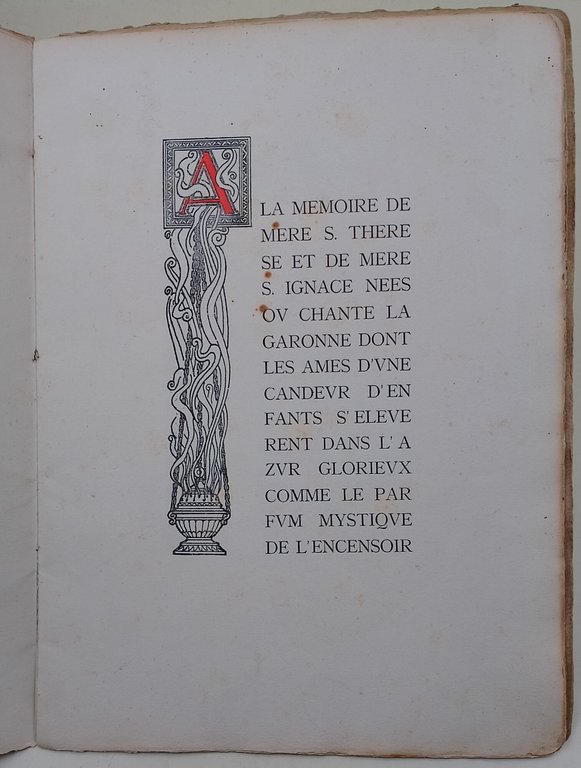 A
LA MEMOIRE DE
MERE S. THERE
SE ET DE MERE
S. IGNACE NEES
OV CHANTE LA
GARONNE DONT
LES AMES D'VNE
CANDEVR D'EN
FANTS S'ELEVE
RENT DANS L'A
ZVR GLORIEVX
COMME LE PAR
FVM MYSTIQVE
DE L'ENCENSOIR